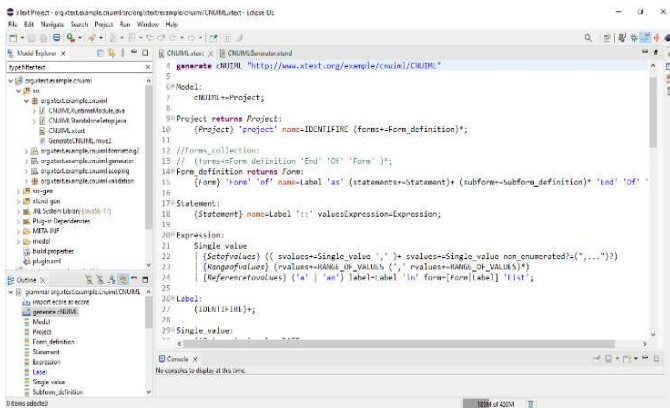 xText Project - org.xtext.example.cnuiml/src/org/xtext/example/cnuiml/CNUIML.xtext - Eclipse IDE
File Edit Navigate Search Project Run Window Help
Model Explorer
type filter text
org.xtext.example.cnuiml
src
org.xtext.example.cnuiml
CNUIMLRuntimeModule.java
CNUIMLStandaloneSetup.java
CNUIML.xtext
GenerateCNUIML.mwe2
org.xtext.example.cnuiml.formatting2
org.xtext.example.cnuiml.generator
org.xtext.example.cnuiml.scoping
org.xtext.example.cnuiml.validation
src-gen
xtend-gen
JRE System Library [JavaSE-17]
Plug-in Dependencies
META-INF
model
build.properties
plugin.xml
Outline
grammar org.xtext.example.cnuiml.CNUIML
import ecore as ecore
generate cNUIML
Model
Project
Form_definition
Statement
Expression
Label
Single_value
Subform_definition
0 items selected
CNUIML.xtext CNUIMLGenerator.xtend
4 generate cNUIML "http://www.xtext.org/example/cnuiml/CNUIML"
5
6 Model:
7 cNUIML+=Project;
8
9 Project returns Project:
10 {Project} 'project' name=IDENTIFIRE (forms+=Form_definition)*;
11
12 //Forms_collection:
13 // (forms+=Form_definition 'End' 'Of' 'Form' )*;
14 Form_definition returns Form:
15 {Form} 'Form' 'of' name=Label 'as' (statements+=Statement)+ (subform+=Subform_definition)* 'End' 'Of' '
16
17 Statement:
18 {Statement} name=Label '::' valuesExpression=Expression;
19
20 Expression:
21 Single_value
22 | {Setofvalues} (( svalues+=Single_value ',' )+ svalues+=Single_value non_enumerated?=(",...")?)
23 | {Rangeofvalues} (rvalues+=RANGE_OF_VALUES (',' rvalues+=RANGE_OF_VALUES)*)
24 | {Referencetovalues} ('a' | 'an') label=Label 'in' form=[Form|Label] 'list';
25
26 Label:
27 (IDENTIFIRE)+;
28
29 Single_value:
Console
No consoles to display at this time.
of 450M